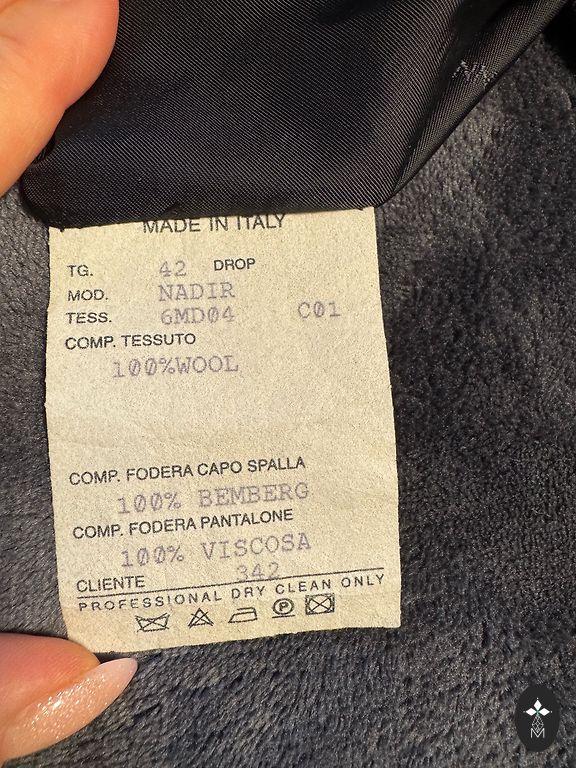 MADE IN ITALY
TG. 42 DROP
MOD. NADIR
TESS. 6MD04 C01
COMP. TESSUTO
100%WOOL
COMP. FODERA CAPO SPALLA
100% BEMBERG
COMP. FODERA PANTALONE
100% VISCOSA
CLIENTE 342
PROFESSIONAL DRY CLEAN ONLY
P
M